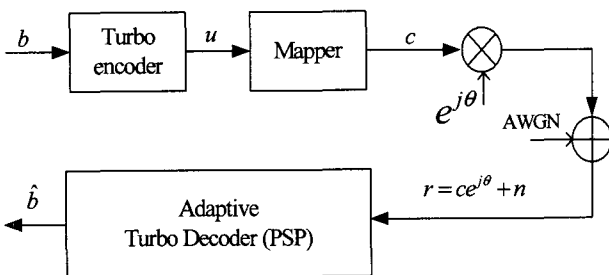 b
Turbo
encoder
u
Mapper
c
e^{jθ}
AWGN
r = ce^{jθ} + n
Adaptive
Turbo Decoder (PSP)
b̂